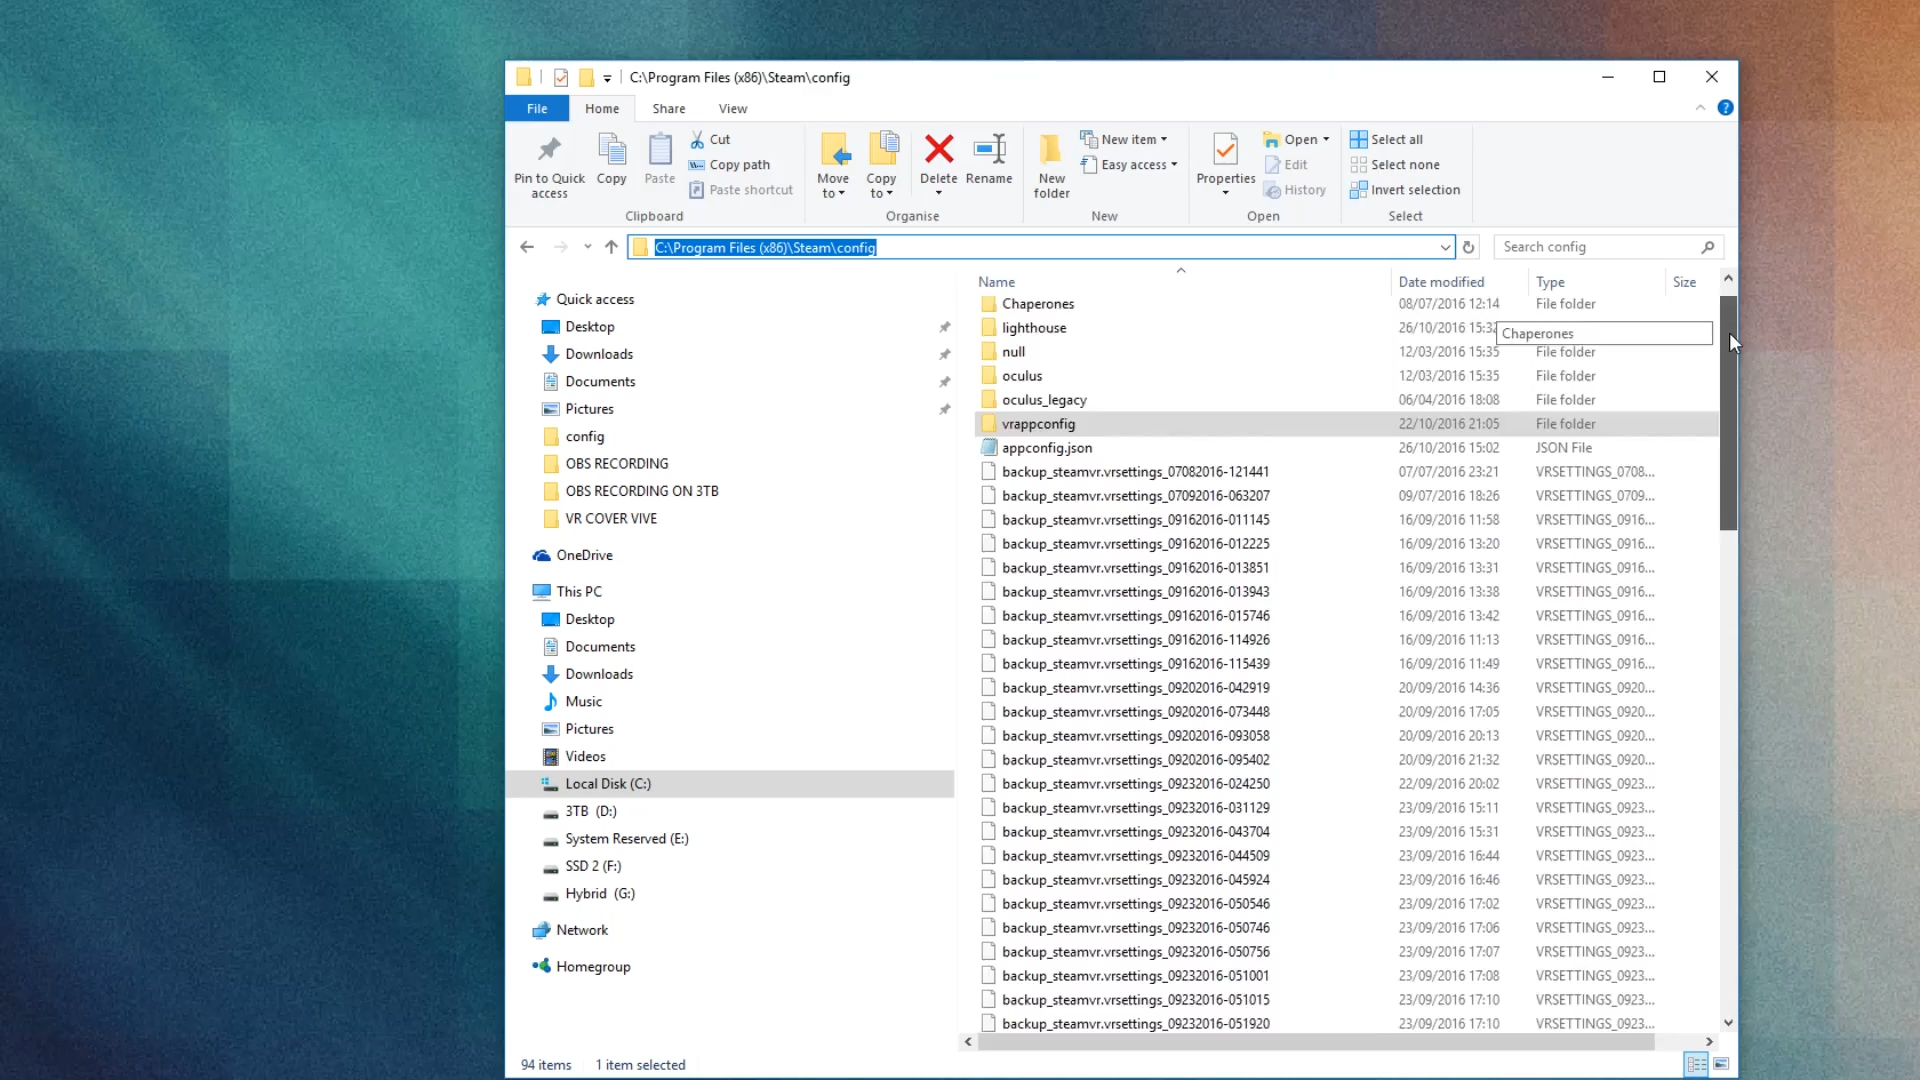 C:\Program Files (x86)\Steam\config
File Home Share View
Pin to Quick access
Copy
Paste
Cut
Copy path
Paste shortcut
Clipboard
Move to
Copy to
Delete
Rename
Organise
New folder
New item
Easy access
New
Properties
Open
Edit
History
Open
Select all
Select none
Invert selection
Select
C:\Program Files (x86)\Steam\config
Search config
Quick access
Desktop
Downloads
Documents
Pictures
config
OBS RECORDING
OBS RECORDING ON 3TB
VR COVER VIVE
OneDrive
This PC
Desktop
Documents
Downloads
Music
Pictures
Videos
Local Disk (C:)
3TB (D:)
System Reserved (E:)
SSD 2 (F:)
Hybrid (G:)
Network
Homegroup
Name Date modified Type Size
Chaperones 08/07/2016 12:14 File folder
lighthouse 26/10/2016 15:32
Chaperones
null 12/03/2016 15:35 File folder
oculus 12/03/2016 15:35 File folder
oculus_legacy 06/04/2016 18:08 File folder
vrappconfig 22/10/2016 21:05 File folder
appconfig.json 26/10/2016 15:02 JSON File
backup_steamvr.vrsettings_07082016-121441 07/07/2016 23:21 VRSETTINGS_0708...
backup_steamvr.vrsettings_07092016-063207 09/07/2016 18:26 VRSETTINGS_0709...
backup_steamvr.vrsettings_09162016-011145 16/09/2016 11:58 VRSETTINGS_0916...
backup_steamvr.vrsettings_09162016-012225 16/09/2016 13:20 VRSETTINGS_0916...
backup_steamvr.vrsettings_09162016-013851 16/09/2016 13:31 VRSETTINGS_0916...
backup_steamvr.vrsettings_09162016-013943 16/09/2016 13:38 VRSETTINGS_0916...
backup_steamvr.vrsettings_09162016-015746 16/09/2016 13:42 VRSETTINGS_0916...
backup_steamvr.vrsettings_09162016-114926 16/09/2016 11:13 VRSETTINGS_0916...
backup_steamvr.vrsettings_09162016-115439 16/09/2016 11:49 VRSETTINGS_0916...
backup_steamvr.vrsettings_09202016-042919 20/09/2016 14:36 VRSETTINGS_0920...
backup_steamvr.vrsettings_09202016-073448 20/09/2016 17:05 VRSETTINGS_0920...
backup_steamvr.vrsettings_09202016-093058 20/09/2016 20:13 VRSETTINGS_0920...
backup_steamvr.vrsettings_09202016-095402 20/09/2016 21:32 VRSETTINGS_0920...
backup_steamvr.vrsettings_09232016-024250 22/09/2016 20:02 VRSETTINGS_0923...
backup_steamvr.vrsettings_09232016-031129 23/09/2016 15:11 VRSETTINGS_0923...
backup_steamvr.vrsettings_09232016-043704 23/09/2016 15:31 VRSETTINGS_0923...
backup_steamvr.vrsettings_09232016-044509 23/09/2016 16:44 VRSETTINGS_0923...
backup_steamvr.vrsettings_09232016-045924 23/09/2016 16:46 VRSETTINGS_0923...
backup_steamvr.vrsettings_09232016-050546 23/09/2016 17:02 VRSETTINGS_0923...
backup_steamvr.vrsettings_09232016-050746 23/09/2016 17:06 VRSETTINGS_0923...
backup_steamvr.vrsettings_09232016-050756 23/09/2016 17:07 VRSETTINGS_0923...
backup_steamvr.vrsettings_09232016-051001 23/09/2016 17:08 VRSETTINGS_0923...
backup_steamvr.vrsettings_09232016-051015 23/09/2016 17:10 VRSETTINGS_0923...
backup_steamvr.vrsettings_09232016-051920 23/09/2016 17:10 VRSETTINGS_0923...
94 items 1 item selected